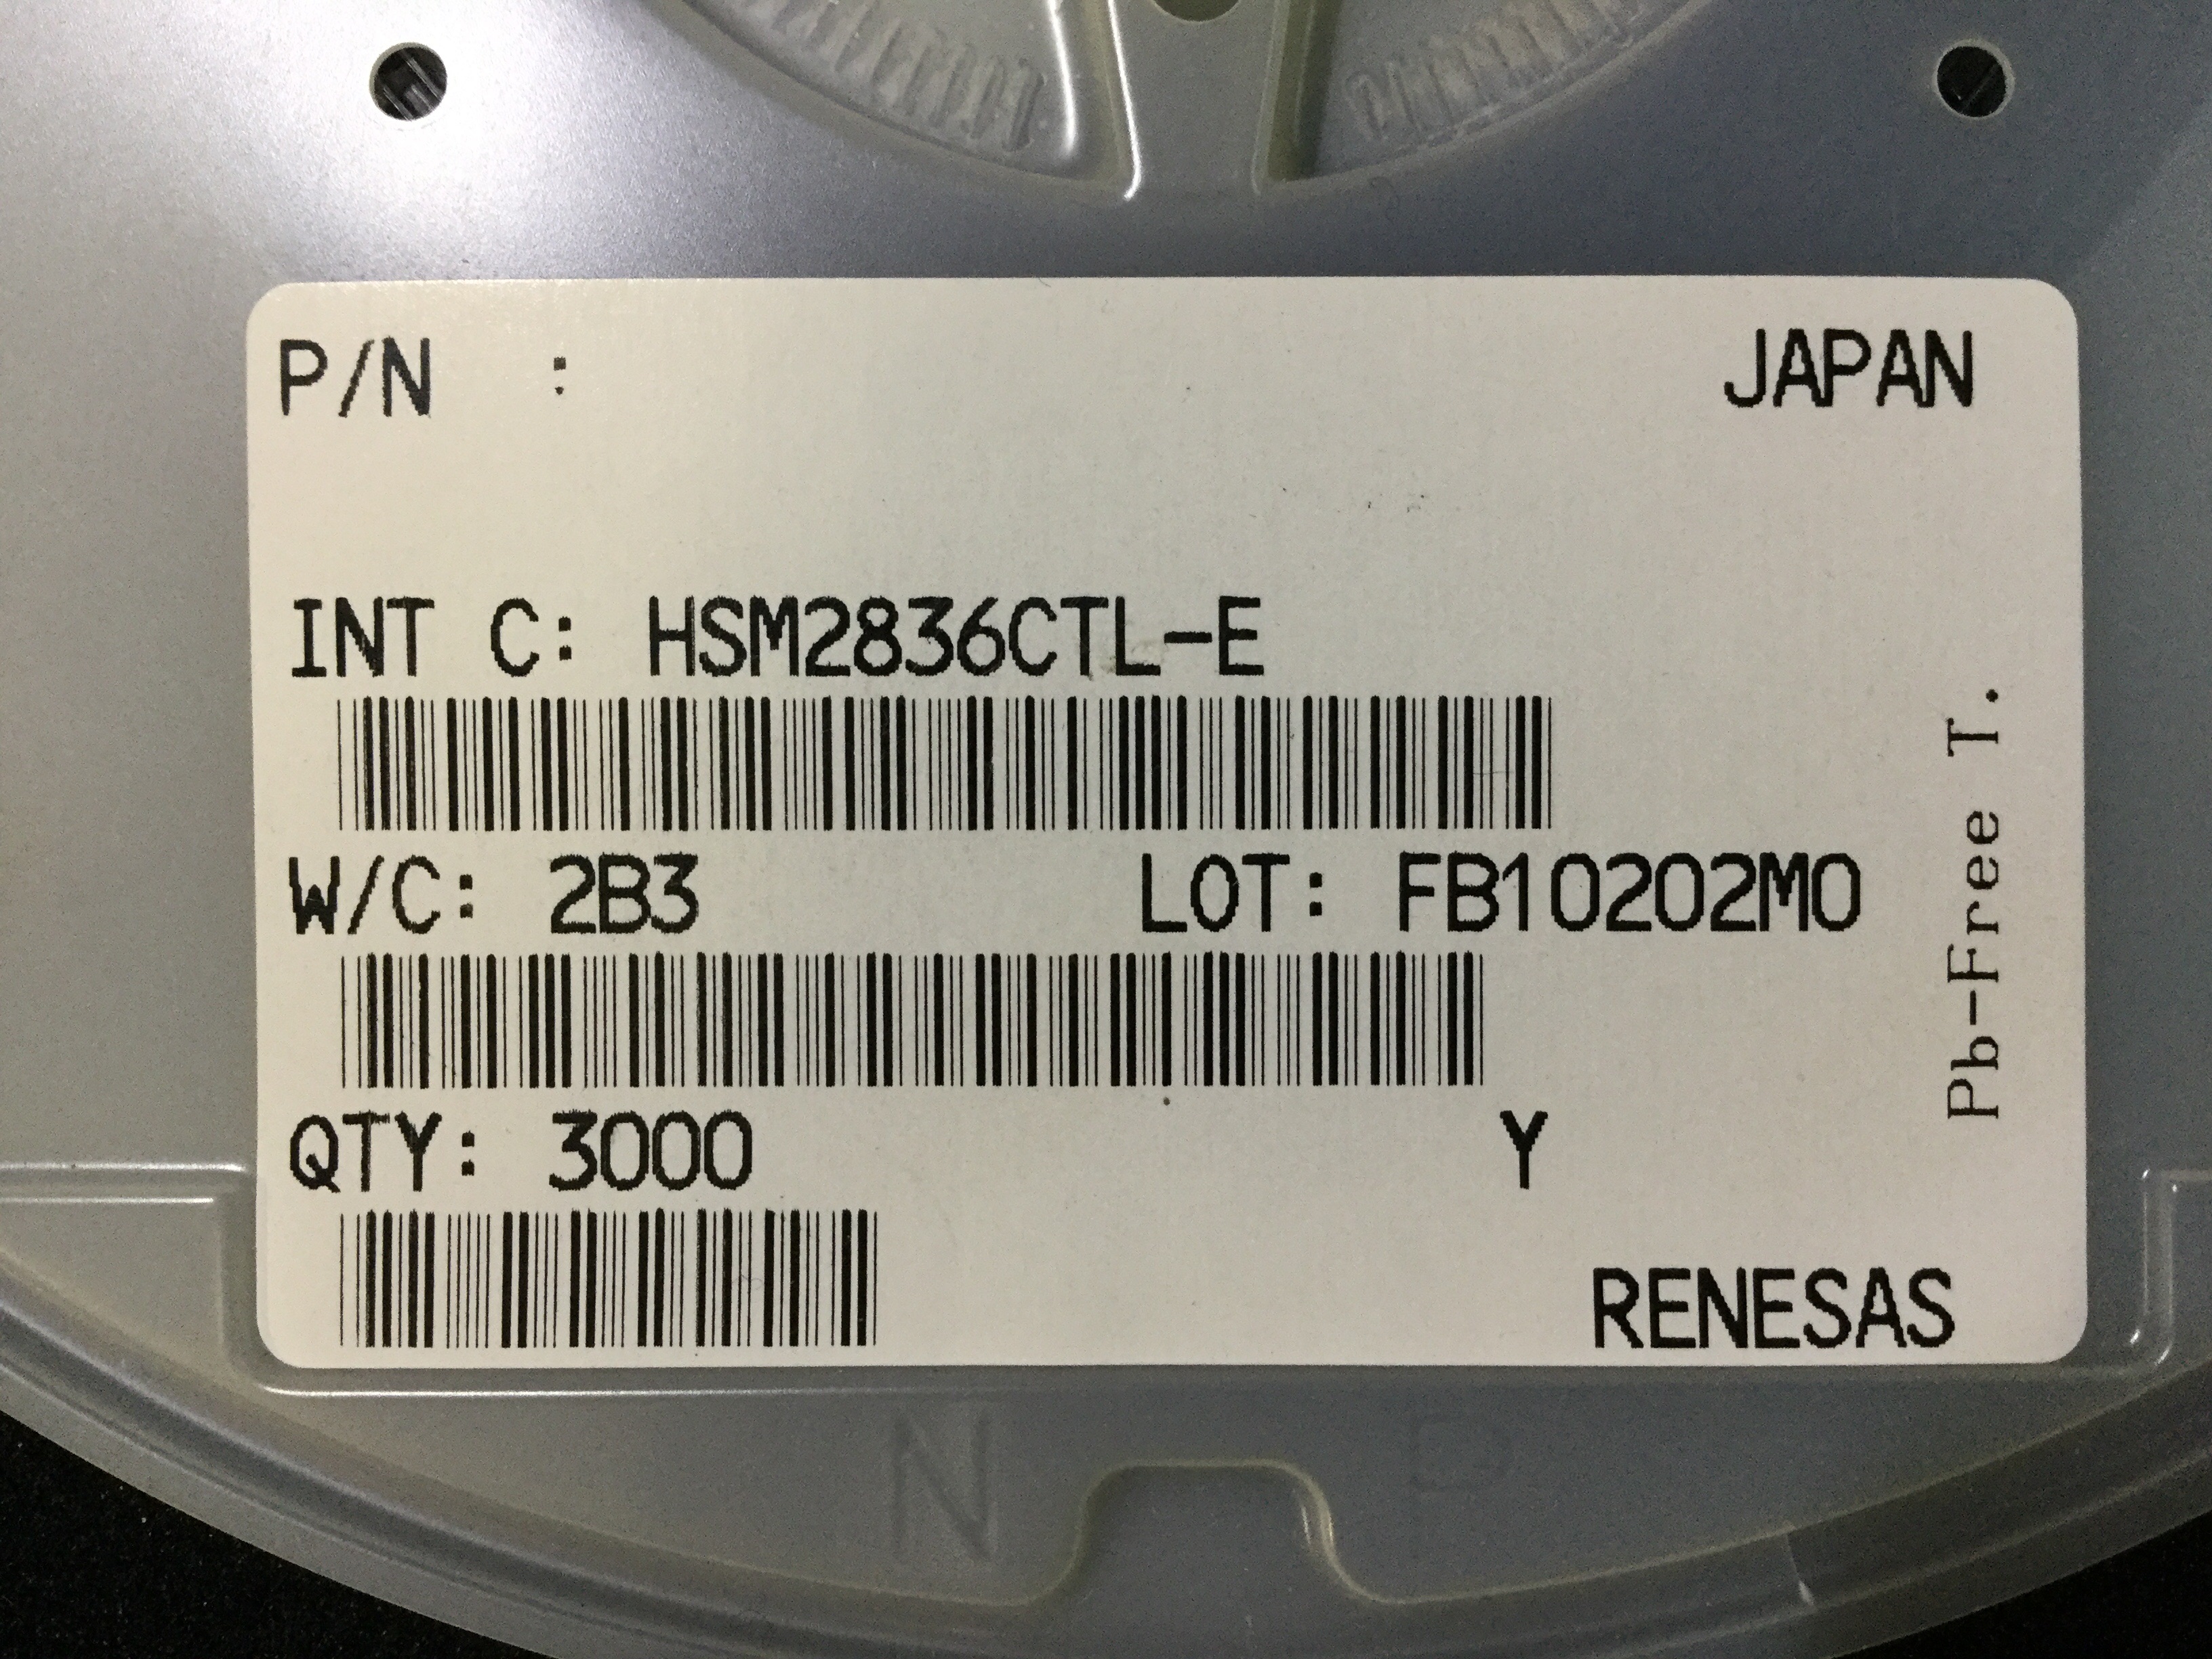 P/N : JAPAN
INT C: HSM2836CTL-E
W/C: 2B3 LOT: FB10202M0
QTY: 3000 Y
RENESAS
Pb-Free T.
N P